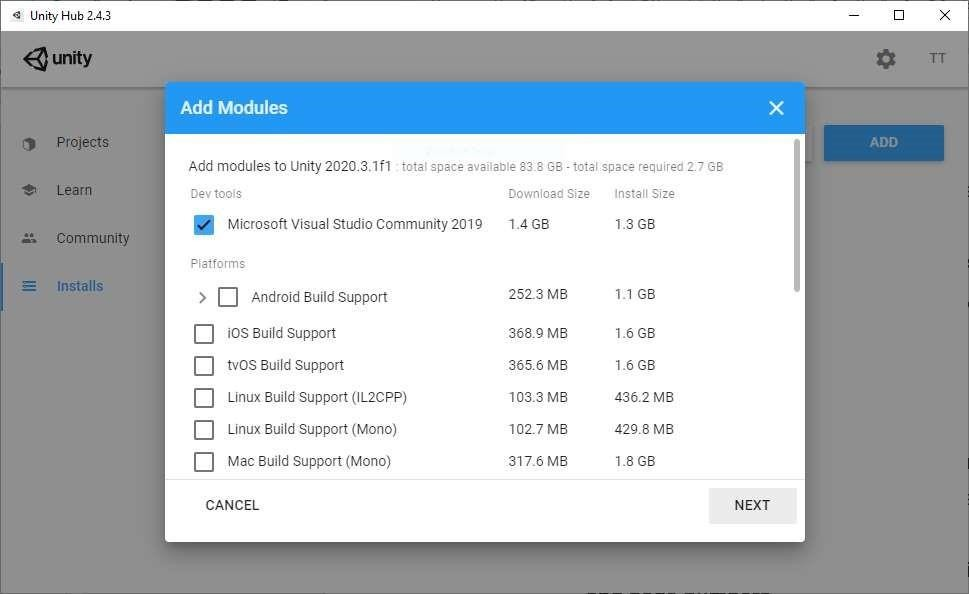 Unity Hub 2.4.3
unity
TT
Projects
Learn
Community
Installs
ADD
Add Modules
Add modules to Unity 2020.3.1f1 : total space available 83.8 GB - total space required 2.7 GB
Dev tools Download Size Install Size
Microsoft Visual Studio Community 2019 1.4 GB 1.3 GB
Platforms
Android Build Support 252.3 MB 1.1 GB
iOS Build Support 368.9 MB 1.6 GB
tvOS Build Support 365.6 MB 1.6 GB
Linux Build Support (IL2CPP) 103.3 MB 436.2 MB
Linux Build Support (Mono) 102.7 MB 429.8 MB
Mac Build Support (Mono) 317.6 MB 1.8 GB
CANCEL NEXT